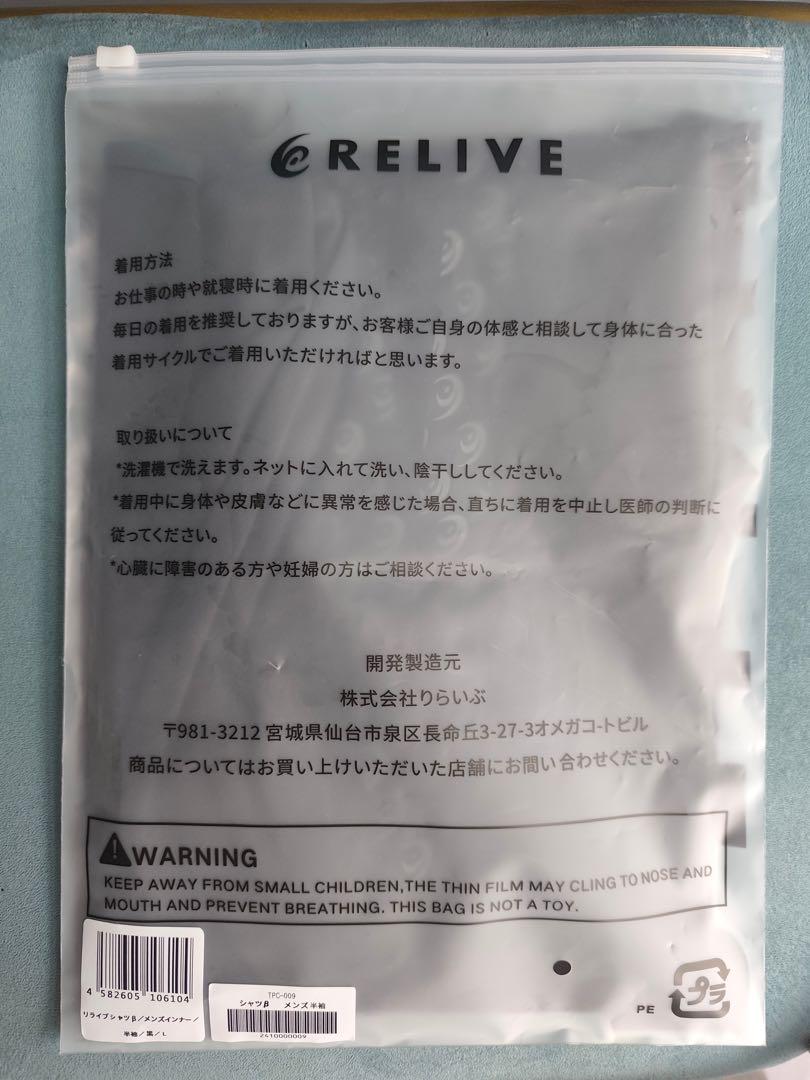 RELIVE
着用方法
お仕事の時や就寝時に着用ください。
毎日の着用を推奨しておりますが、お客様ご自身の体感と相談して身体に合った
着用サイクルでご着用いただければと思います。
取り扱いについて
*洗濯機で洗えます。ネットに入れて洗い、陰干ししてください。
*着用中に身体や皮膚などに異常を感じた場合、直ちに着用を中止し医師の判断に
従ってください。
*心臓に障害のある方や妊婦の方はご相談ください。
開発製造元
株式会社りらいぶ
〒981-3212 宮城県仙台市泉区長命丘3-27-3オメガコートビル
商品についてはお買い上げいただいた店舗にお問い合わせください。
WARNING
KEEP AWAY FROM SMALL CHILDREN,THE THIN FILM MAY CLING TO NOSE AND
MOUTH AND PREVENT BREATHING. THIS BAG IS NOT A TOY.
4 582605 106104
リライブシャツβ/メンズインナー/
半袖/黒/L
TPC-009
シャツβ メンズ半袖
2410000009
PE
プラ